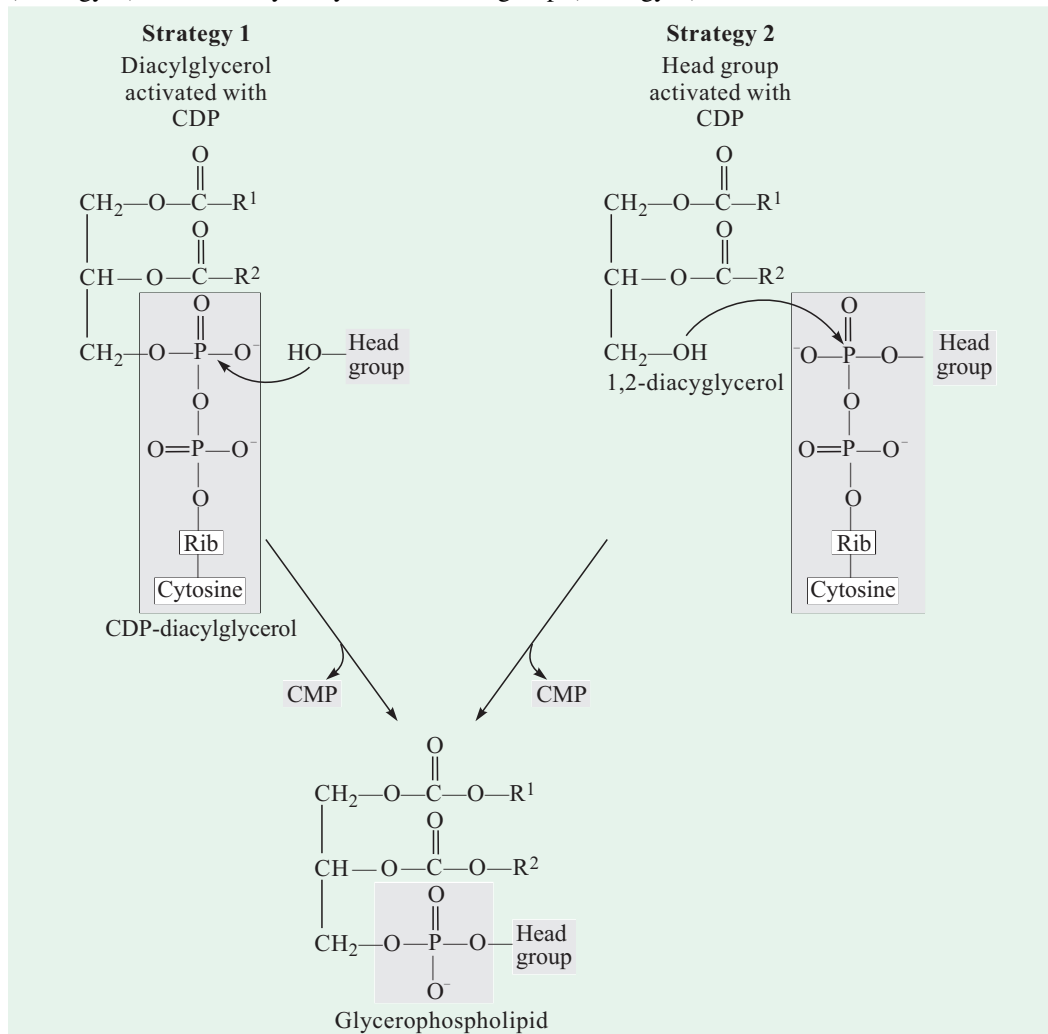 Strategy 1
Diacylglycerol
activated with
CDP
O
CH2—O—C—R1
O
CH—O—C—R2
O
CH2—O—P—O-
HO—Head
group
O
O=P—O-
O
Rib
Cytosine
CDP-diacylglycerol
Strategy 2
Head group
activated with
CDP
O
CH2—O—C—R1
O
CH—O—C—R2
CH2—OH
1,2-diacyglycerol
O
-O—P—O—Head
group
O
O=P—O-
O
Rib
Cytosine
CMP
CMP
O
CH2—O—C—O—R1
O
CH—O—C—O—R2
O
CH2—O—P—O—Head
group
O-
Glycerophospholipid